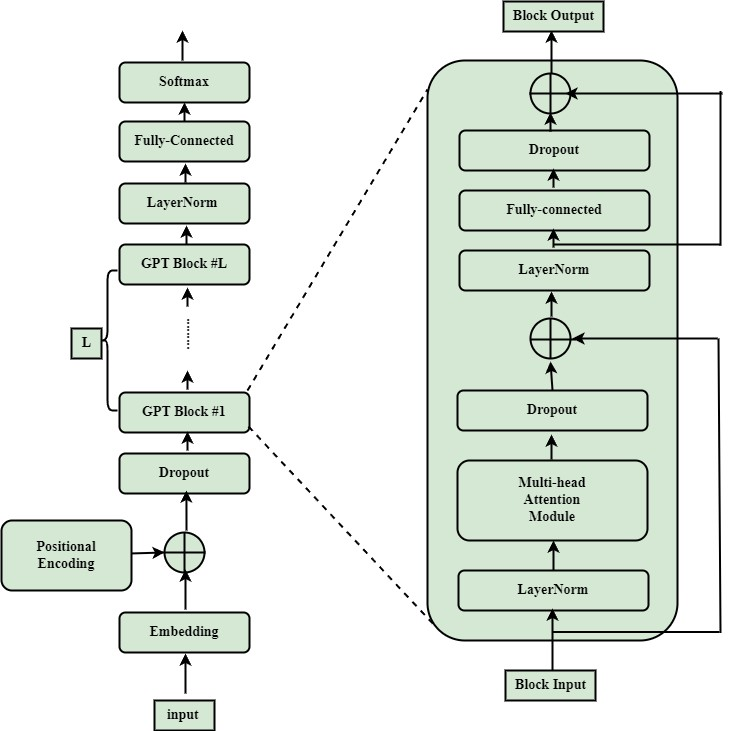 Softmax
Fully-Connected
LayerNorm
GPT Block #L
L
GPT Block #1
Dropout
Positional
Encoding
Embedding
input
Block Output
Dropout
Fully-connected
LayerNorm
Dropout
Multi-head
Attention
Module
LayerNorm
Block Input